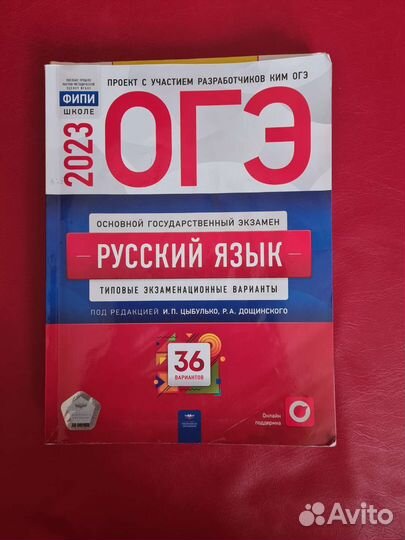 ПРОЕКТ С УЧАСТИЕМ РАЗРАБОТЧИКОВ КИМ ОГЭ
ФИПИ
ШКОЛЕ
2023
ОГЭ
ОСНОВНОЙ ГОСУДАРСТВЕННЫЙ ЭКЗАМЕН
РУССКИЙ ЯЗЫК
ТИПОВЫЕ ЭКЗАМЕНАЦИОННЫЕ ВАРИАНТЫ
ПОД РЕДАКЦИЕЙ И.П. ЦЫБУЛЬКО, Р.А. ДОЩИНСКОГО
36
ВАРИАНТОВ
Онлайн
поддержка
Avito